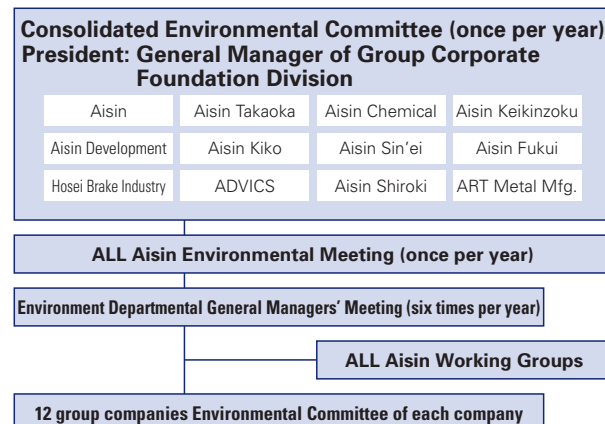 Consolidated Environmental Committee (once per year)
President: General Manager of Group Corporate
Foundation Division
Aisin Aisin Takaoka Aisin Chemical Aisin Keikinzoku
Aisin Development Aisin Kiko Aisin Sin’ei Aisin Fukui
Hosei Brake Industry ADVICS Aisin Shiroki ART Metal Mfg.
ALL Aisin Environmental Meeting (once per year)
Environment Departmental General Managers’ Meeting (six times per year)
ALL Aisin Working Groups
12 group companies Environmental Committee of each company